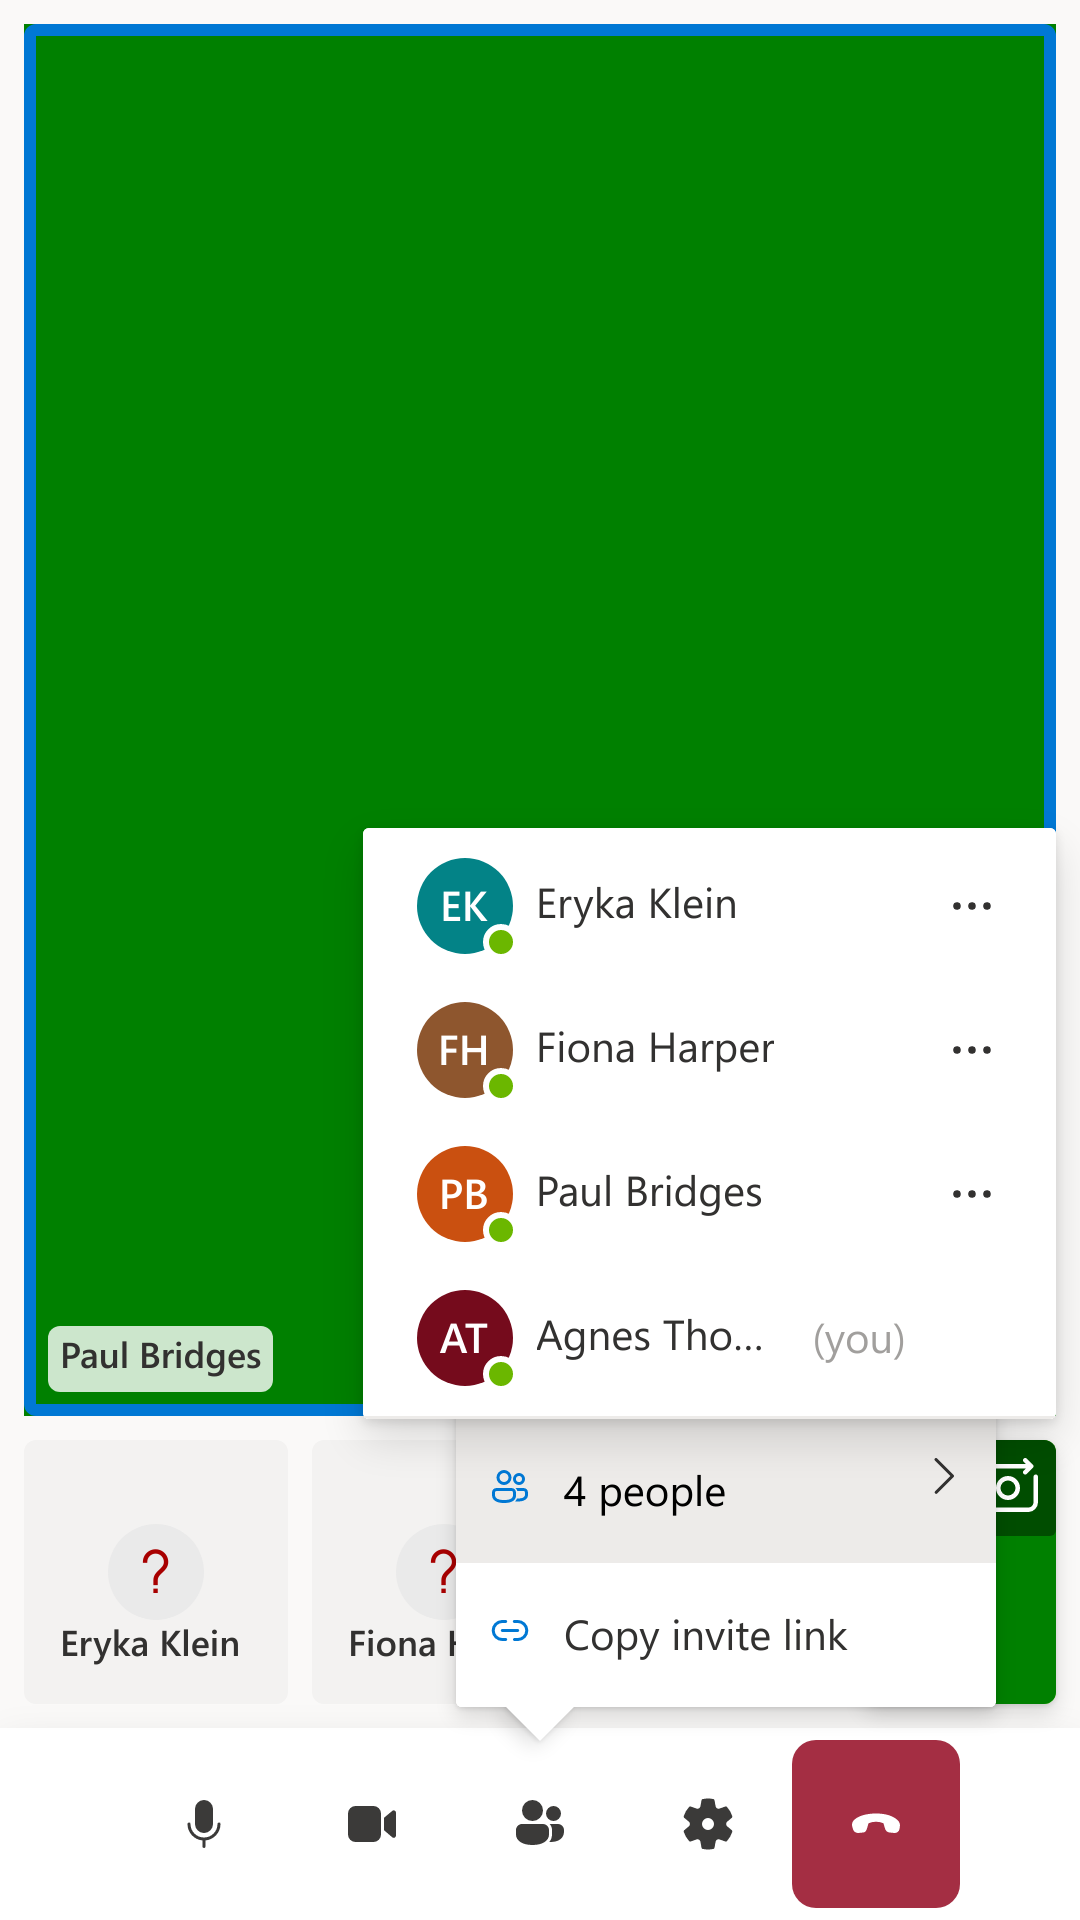 EK Eryka Klein
FH Fiona Harper
PB Paul Bridges
AT Agnes Tho... (you)
Paul Bridges
4 people
Copy invite link
?
Eryka Klein
?
Fiona